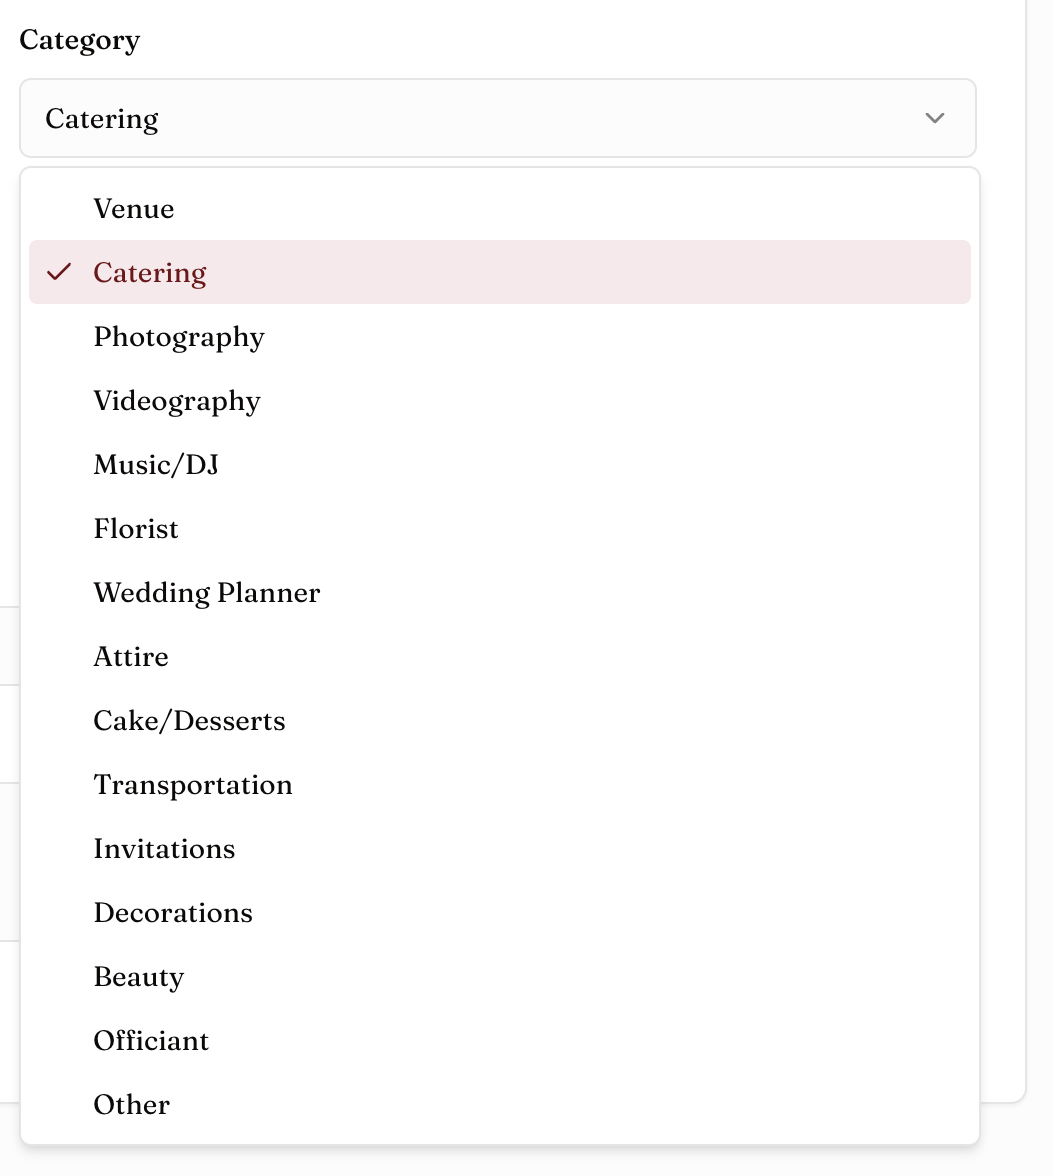 Category
Catering
Venue
Catering
Photography
Videography
Music/DJ
Florist
Wedding Planner
Attire
Cake/Desserts
Transportation
Invitations
Decorations
Beauty
Officiant
Other